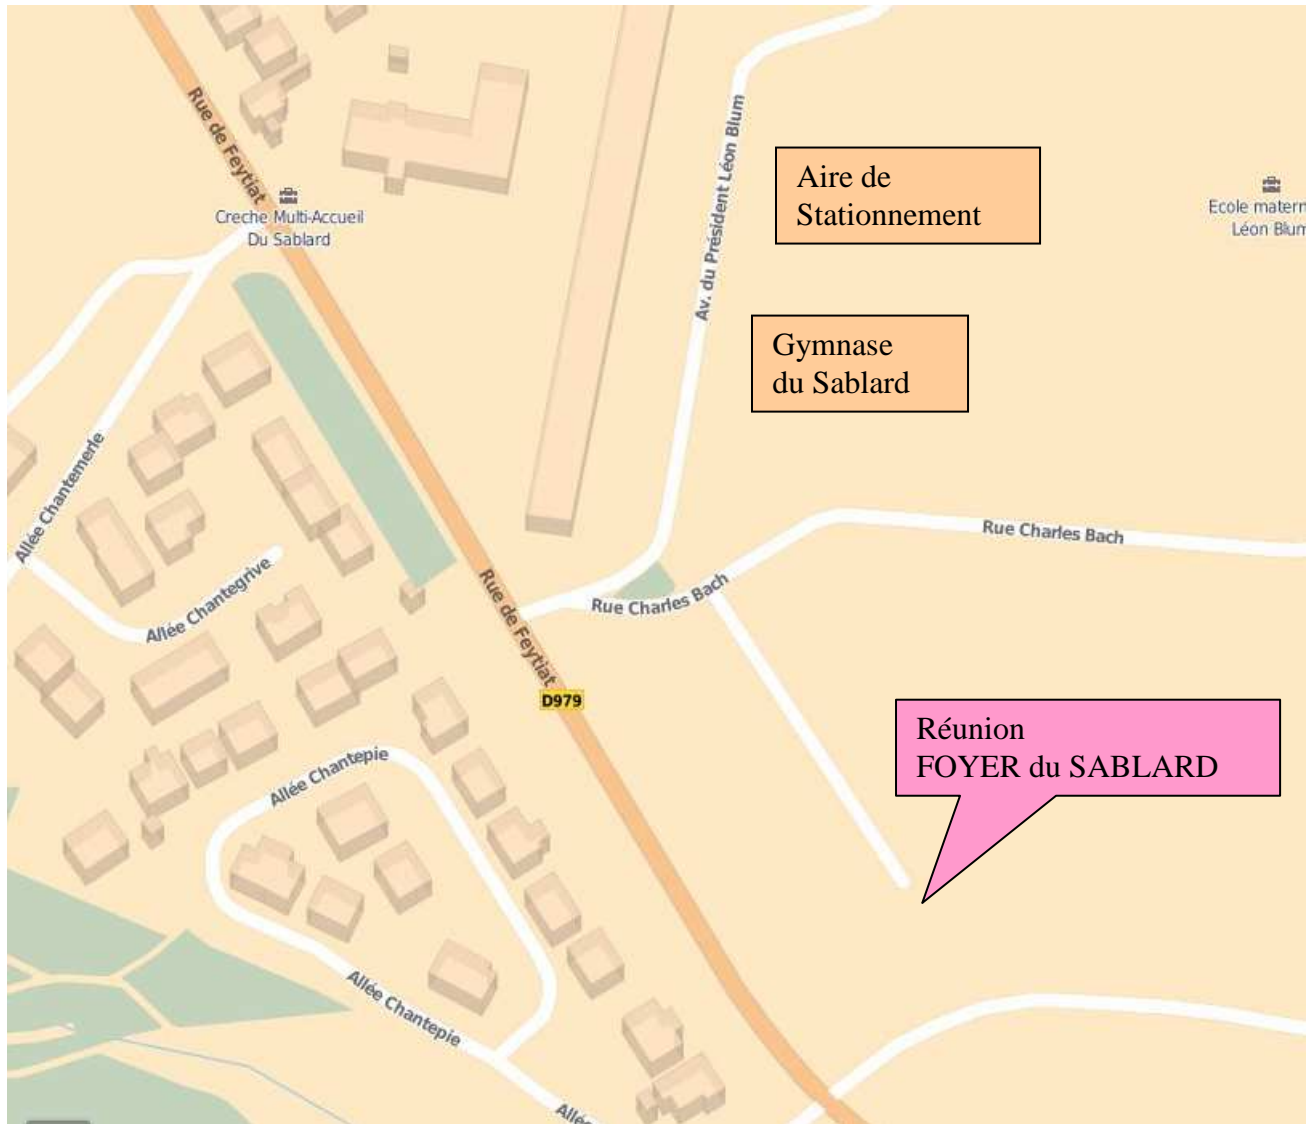 Rue de Feytiat
Creche Multi-Accueil
Du Sablard
Av. du Président Léon Blum
Aire de
Stationnement
Ecole matern
Léon Blum
Gymnase
du Sablard
Allée Chantemerle
Allée Chantegrive
Rue Charles Bach
Rue Charles Bach
Rue de Feytiat
D979
Réunion
FOYER du SABLARD
Allée Chantepie
Allée Chantepie
Allée